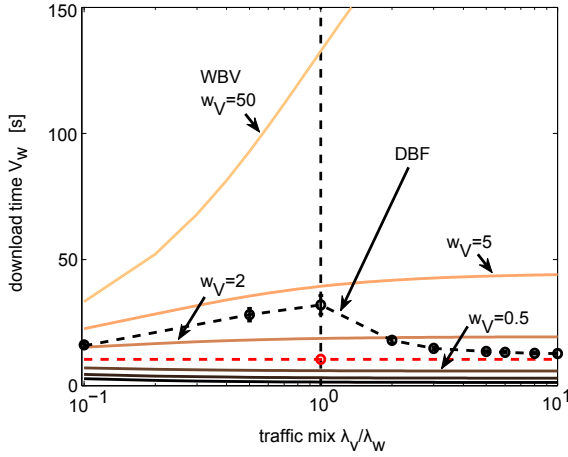 150
100
50
0
download time V_W [s]
WBV
w_V=50
DBF
w_V=5
w_V=2
w_V=0.5
10^-1 10^0 10^1
traffic mix λ_V/λ_W